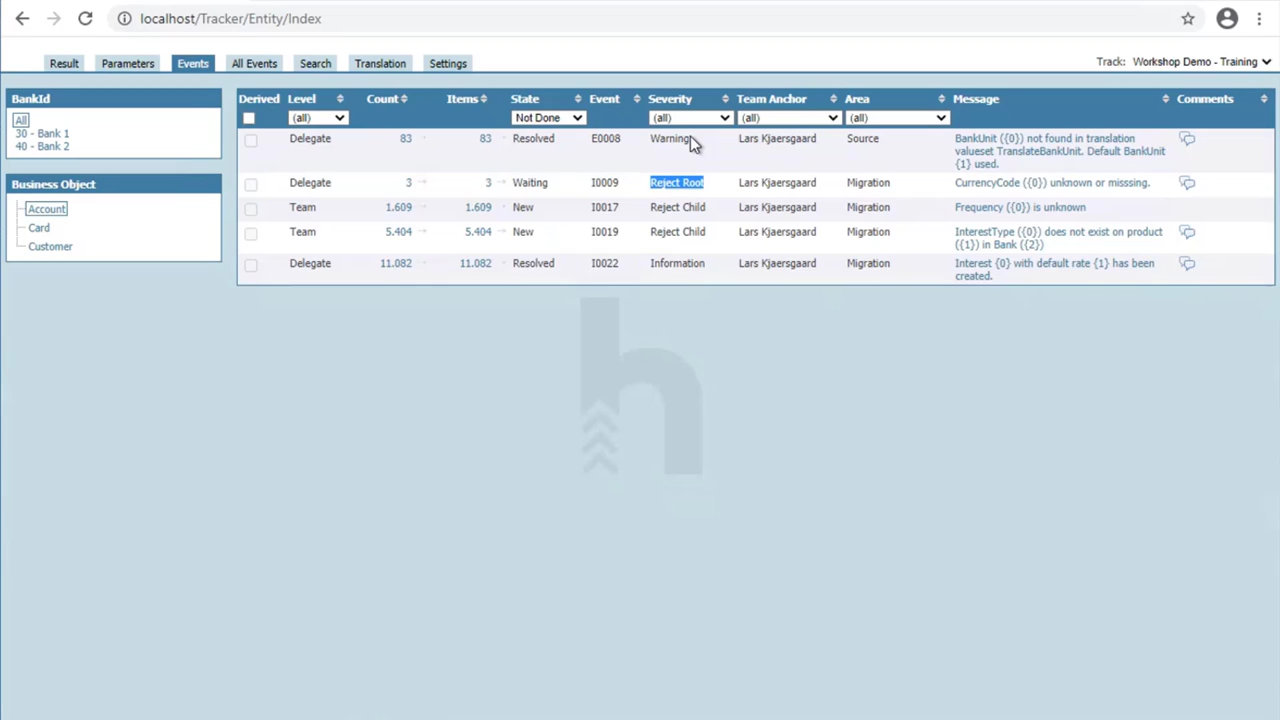 localhost/Tracker/Entity/Index
Result Parameters Events All Events Search Translation Settings Track: Workshop Demo - Training
BankId
All
30 - Bank 1
40 - Bank 2
Business Object
Account
Card
Customer
Derived Level Count Items State Event Severity Team Anchor Area Message Comments
(all) Not Done (all) (all) (all)
Delegate 83 83 Resolved E0008 Warning Lars Kjaersgaard Source BankUnit ({0}) not found in translation
valueset TranslateBankUnit. Default BankUnit
{1} used.
Delegate 3 3 Waiting I0009 Reject Root Lars Kjaersgaard Migration CurrencyCode ({0}) unknown or misssing.
Team 1.609 1.609 New I0017 Reject Child Lars Kjaersgaard Migration Frequency ({0}) is unknown
Team 5.404 5.404 New I0019 Reject Child Lars Kjaersgaard Migration InterestType ({0}) does not exist on product
({1}) in Bank ({2})
Delegate 11.082 11.082 Resolved I0022 Information Lars Kjaersgaard Migration Interest {0} with default rate {1} has been
created.
h